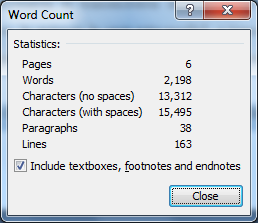 Word Count
Statistics:
Pages 6
Words 2,198
Characters (no spaces) 13,312
Characters (with spaces) 15,495
Paragraphs 38
Lines 163
Include textboxes, footnotes and endnotes
Close